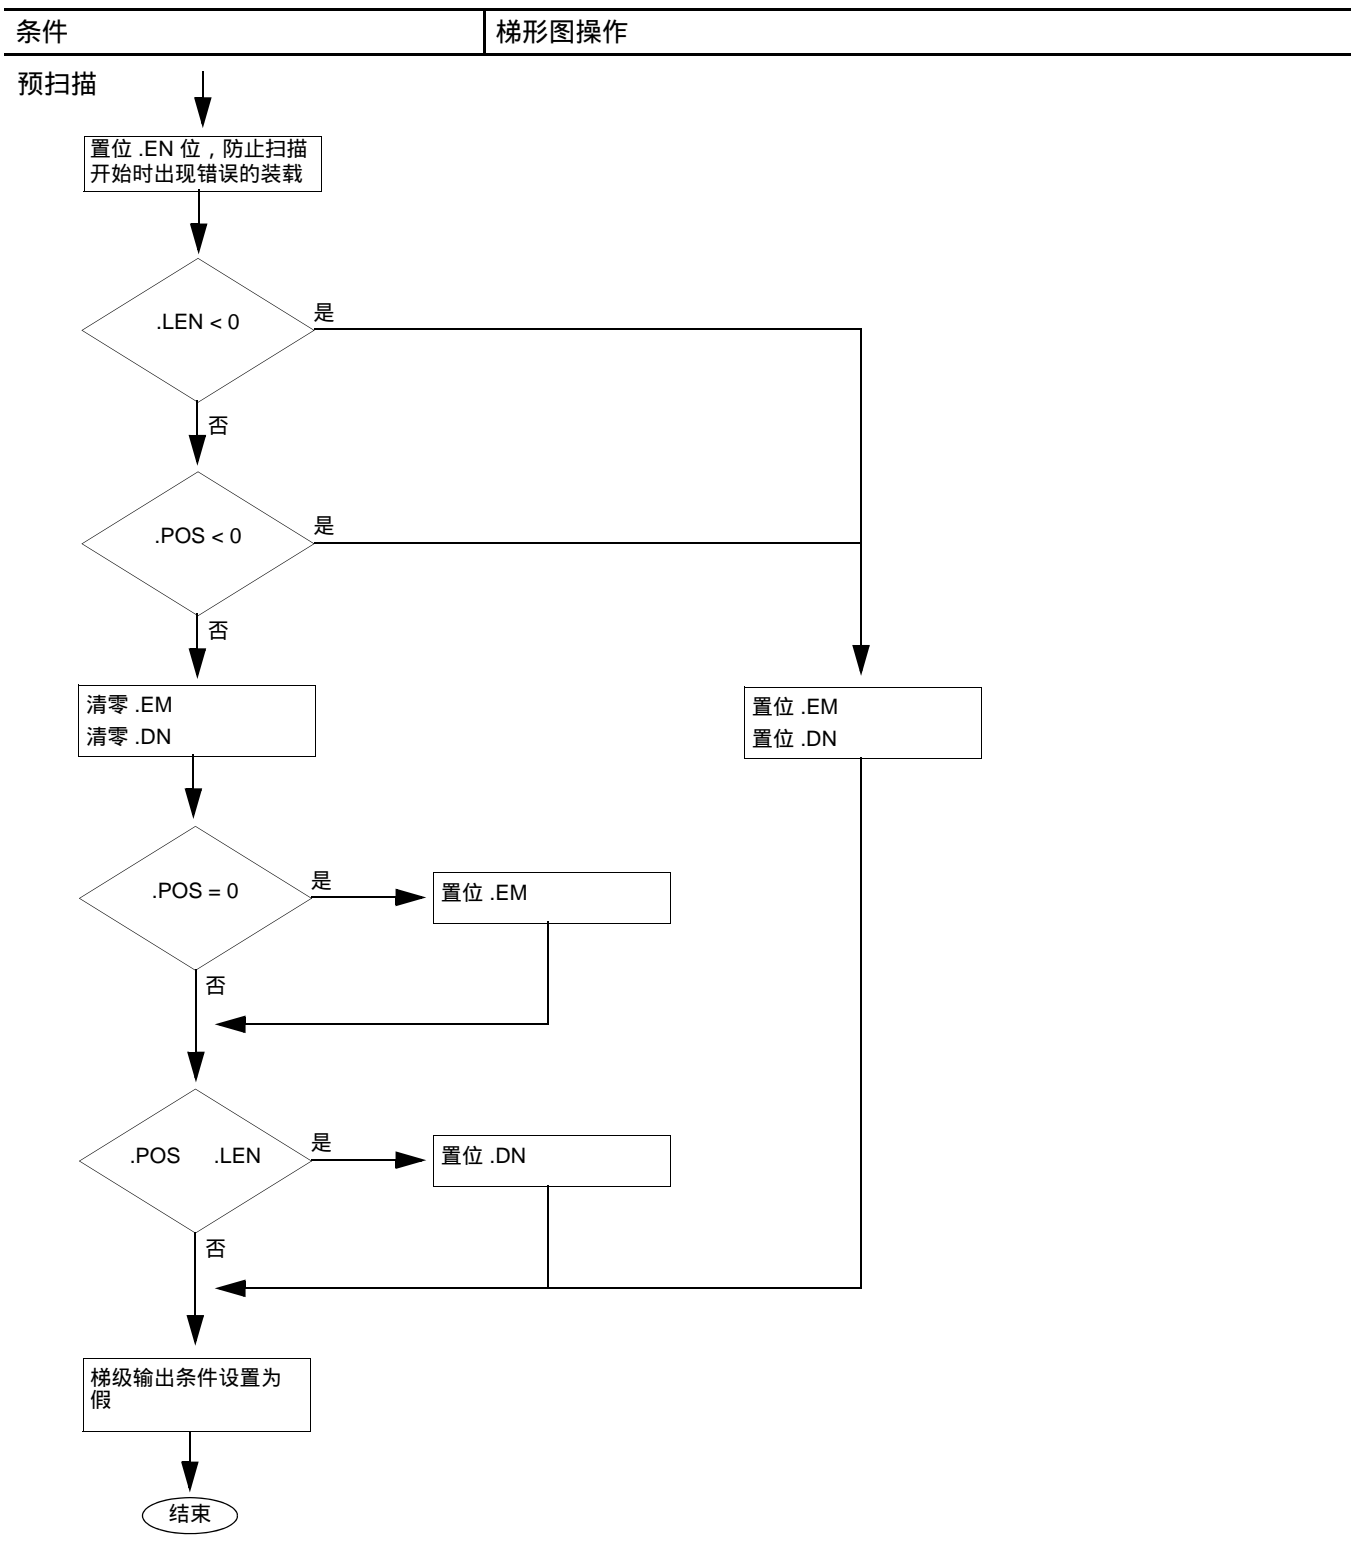 条件
梯形图操作
预扫描
置位 .EN 位，防止扫描
开始时出现错误的装载
.LEN < 0
是
否
.POS < 0
是
否
清零 .EM
清零 .DN
置位 .EM
置位 .DN
.POS = 0
是
置位 .EM
否
.POS .LEN
是
置位 .DN
否
梯级输出条件设置为
假
结束